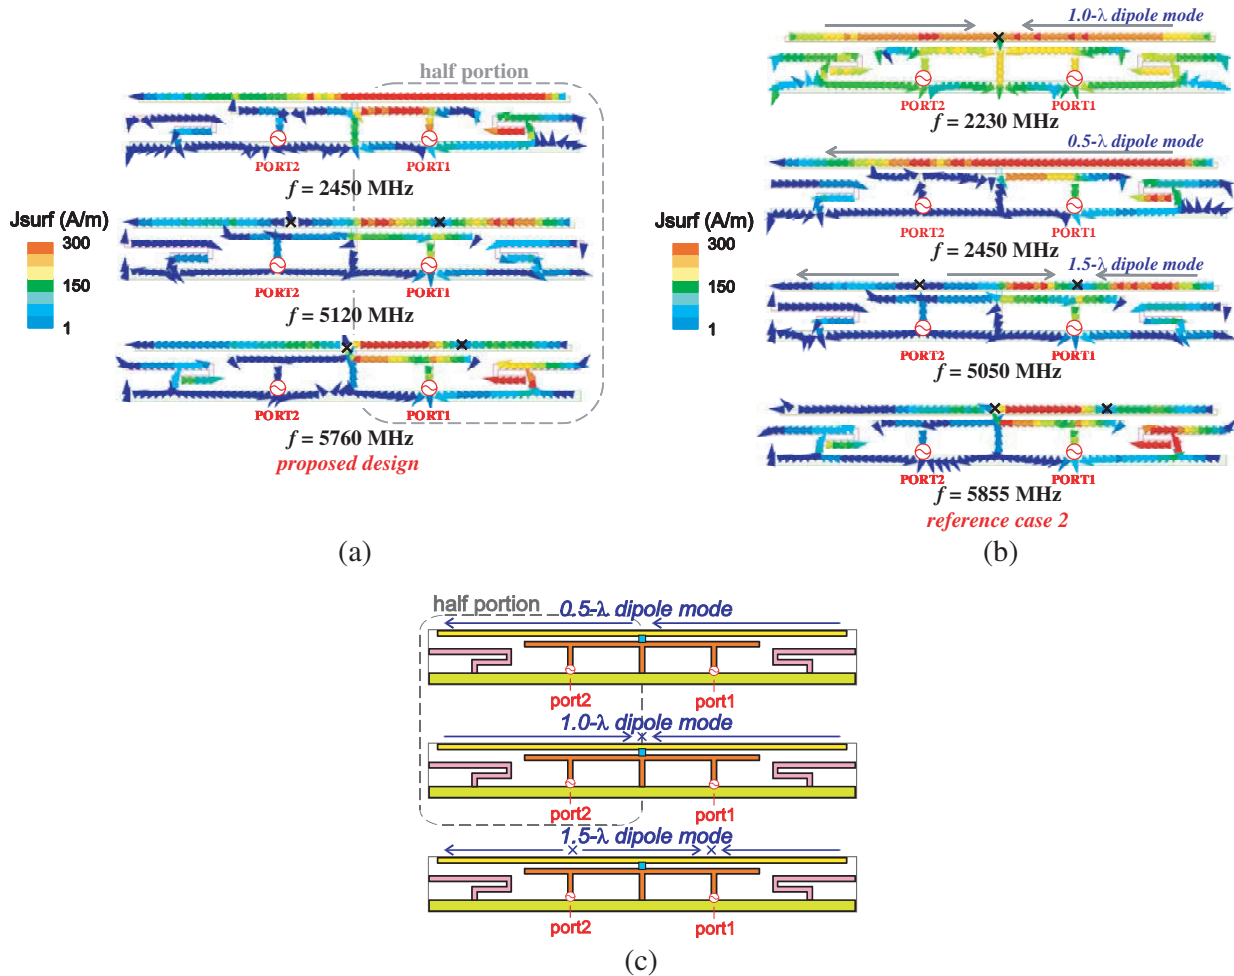 half portion
PORT2
PORT1
f = 2450 MHz
Jsurf (A/m)
300
150
1
PORT2
PORT1
f = 5120 MHz
PORT2
PORT1
f = 5760 MHz
proposed design
(a)
1.0-λ dipole mode
PORT2
PORT1
f = 2230 MHz
0.5-λ dipole mode
Jsurf (A/m)
300
150
1
PORT2
PORT1
f = 2450 MHz
1.5-λ dipole mode
PORT2
PORT1
f = 5050 MHz
PORT2
PORT1
f = 5855 MHz
reference case 2
(b)
half portion
0.5-λ dipole mode
port2
port1
1.0-λ dipole mode
port2
port1
1.5-λ dipole mode
port2
port1
(c)